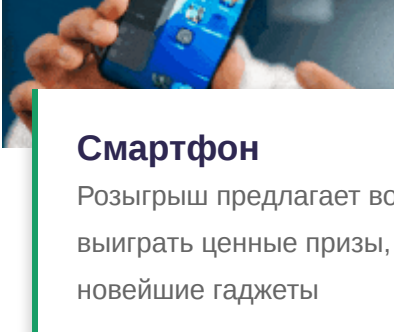 Смартфон
Розыгрыш предлагает
выиграть ценные призы,
новейшие гаджеты